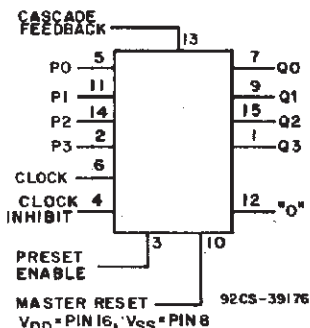 CASCADE
FEEDBACK
13
P0 5 7 Q0
P1 11 9 Q1
P2 14 15 Q2
P3 2 1 Q3
CLOCK 6
CLOCK 4 12 "O"
INHIBIT
3 10
PRESET
ENABLE
MASTER RESET 92CS-39176
VDD = PIN 16, VSS = PIN 8